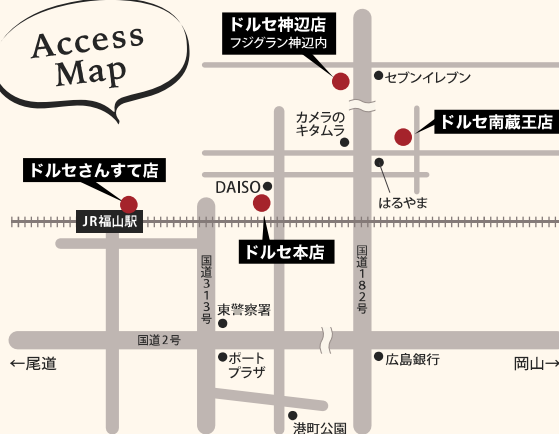 Access
Map
ドルセ神辺店
フジグラン神辺内
セブンイレブン
カメラの
キタムラ
ドルセ南蔵王店
ドルセさんすて店
DAISO
はるやま
JR福山駅
ドルセ本店
国道313号
国道182号
東警察署
国道2号
←尾道
ポート
プラザ
広島銀行
岡山→
港町公園